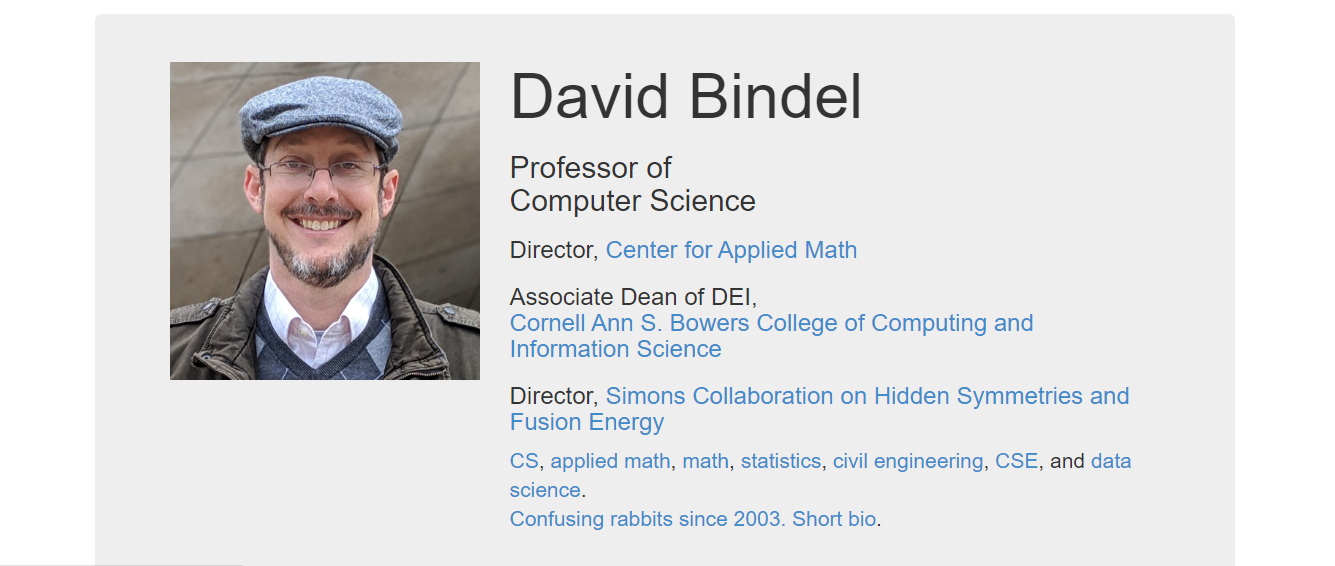 David Bindel
Professor of
Computer Science
Director, Center for Applied Math
Associate Dean of DEI,
Cornell Ann S. Bowers College of Computing and
Information Science
Director, Simons Collaboration on Hidden Symmetries and
Fusion Energy
CS, applied math, math, statistics, civil engineering, CSE, and data
science.
Confusing rabbits since 2003. Short bio.